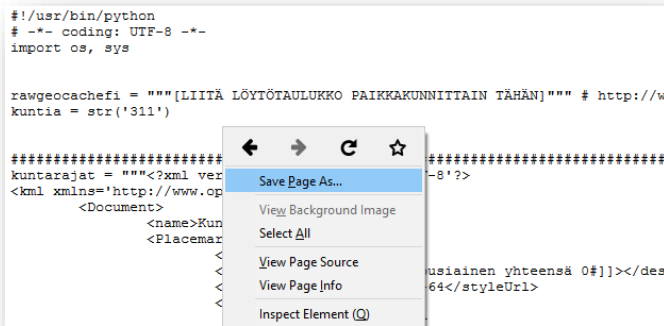 #!/usr/bin/python
# -*- coding: UTF-8 -*-
import os, sys
rawgeocachefi = """[LIITÄ LÖYTÖTAULUKKO PAIKKAKUNNITTAIN TÄHÄN]""" # http://w
kuntia = str('311')
kuntarajat = """<?xml ver
-8'?>
<kml xmlns='http://www.op
<Document>
<name>Kun
<Placemar
<
<
usiainen yhteensä 0#]]></des
<
64</styleUrl>
<
Save Page As...
View Background Image
Select All
View Page Source
View Page Info
Inspect Element (Q)